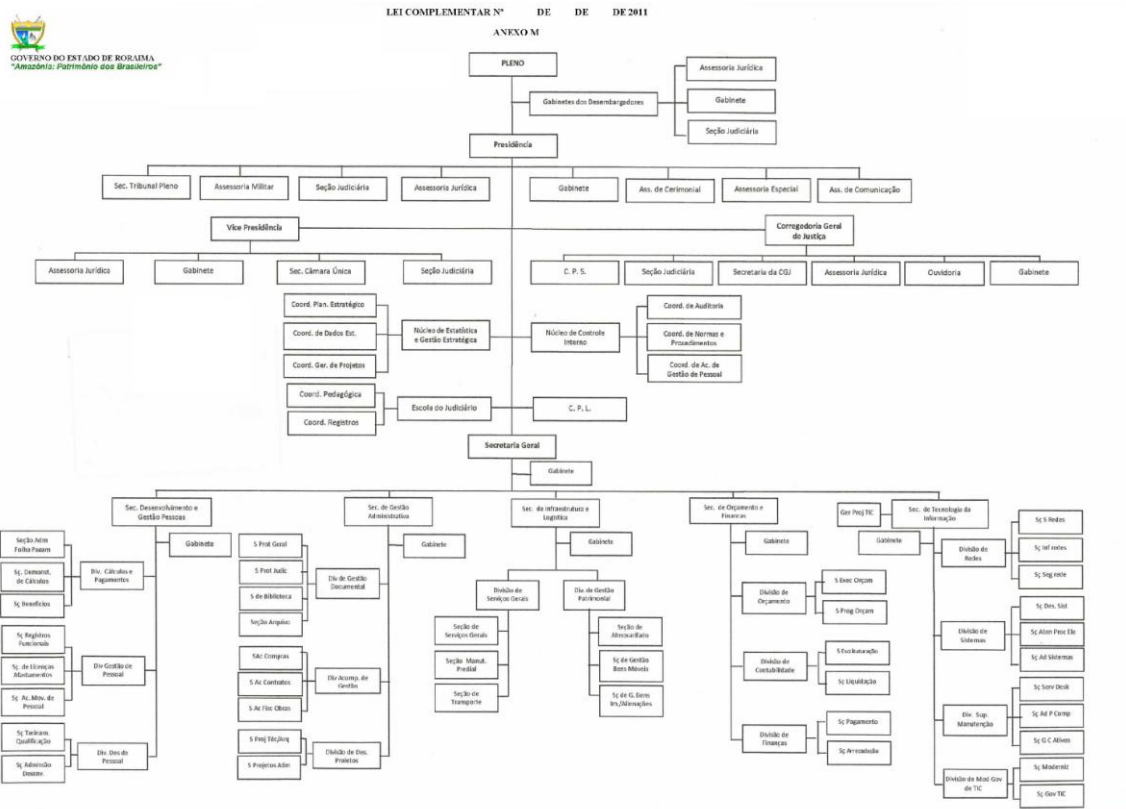 LEI COMPLEMENTAR Nº DE DE DE 2011
ANEXO M
GOVERNO DO ESTADO DE RORAIMA
"Amazônia: Patrimônio dos Brasileiros"
PLENO
Gabinetes dos Desembargadores
Assessoria Jurídica
Gabinete
Seção Judiciária
Presidência
Sec. Tribunal Pleno
Assessoria Militar
Seção Judiciária
Assessoria Jurídica
Gabinete
Ass. de Cerimonial
Assessoria Especial
Ass. de Comunicação
Vice Presidência
Corregedoria Geral
de Justiça
Assessoria Jurídica
Gabinete
Sec. Câmara Única
Seção Judiciária
C. P. S.
Seção Judiciária
Secretaria da CGJ
Assessoria Jurídica
Ouvidoria
Gabinete
Coord. Plan. Estratégico
Coord. de Dados Est.
Coord. Ger. de Projetos
Núcleo de Estatística
e Gestão Estratégica
Núcleo de Controle
Interno
Coord. de Auditoria
Coord. de Normas e
Procedimentos
Coord. de Ac. de
Gestão de Pessoal
Coord. Pedagógica
Coord. Registros
Escola do Judiciário
C. P. L.
Secretaria Geral
Gabinete
Sec. Desenvolvimento e
Gestão Pessoas
Gabinete
Seção Adm
Folha Pagam
Sç. Demonst.
de Cálculos
Sç Benefícios
Div. Cálculos e
Pagamentos
Sç Registros
Funcionais
Sç. de Licenças
Afastamentos
Sç Ac. Mov. de
Pessoal
Div Gestão de
Pessoal
Sç Treinam.
Qualificação
Sç Admissão
Div. Des de
Pessoal
Sec. de Gestão
Administrativa
Gabinete
S Prot Geral
S Prot Judic
S de Biblioteca
Seção Arquivo
Div de Gestão
Documental
SAc Compras
S Ac Contratos
S Ac Fisc Obras
Div Acomp. de
Gestão
S Proj Téc/Arq
S Projetos Adm
Divisão de Des.
Projetos
Sec. de Infraestrutura e
Logística
Gabinete
Divisão de
Serviços Gerais
Div. de Gestão
Patrimonial
Seção de
Serviços Gerais
Seção Manut.
Predial
Seção de
Transporte
Seção de
Almoxarifado
Sç de Gestão
Bens Móveis
Sç de G. Bens
Im./Alienações
Sec. de Orçamento e
Finanças
Gabinete
Divisão de
Orçamento
S Exec Orçam
S Prog Orçam
Divisão de
Contabilidade
S Escrituração
Sç Liquidação
Divisão de
Finanças
Sç Pagamento
Sç Arrecadação
Ger Proj TIC
Sec. de Tecnologia da
Informação
Gabinete
Divisão de
Redes
Sç S Redes
Sç Inf redes
Sç Seg rede
Divisão de
Sistemas
Sç Des. Sist
Sç Aten Proc Ele
Sç Ad Sistemas
Div. Sup.
Manutenção
Sç Serv Desk
Sç Ad P Comp
Sç G C Ativos
Divisão de Mod Gov
de TIC
Sç Moderniz
Sç Gov TIC